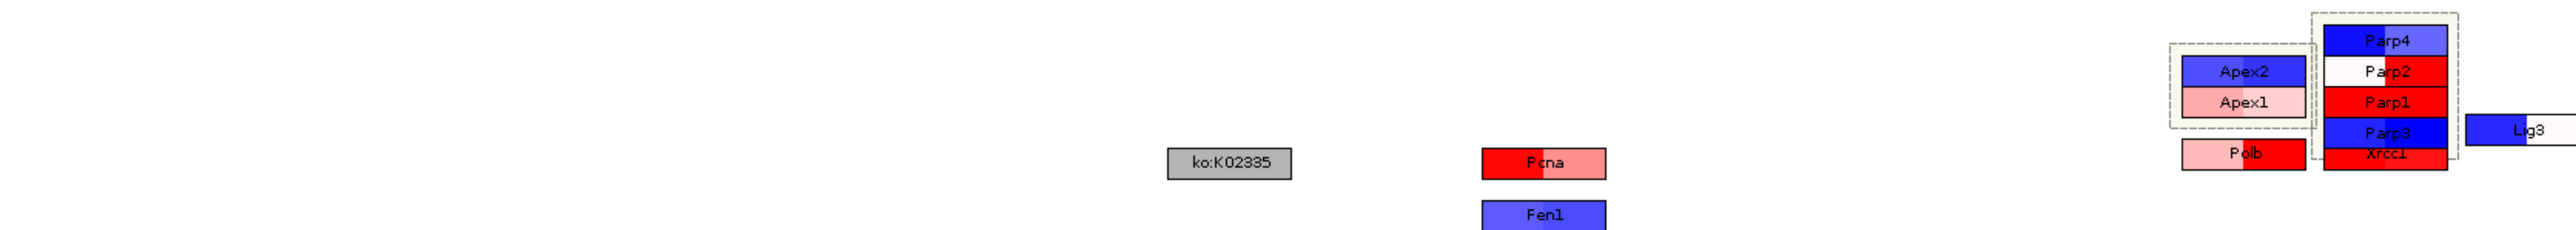 Parp4
Apex2
Parp2
Apex1
Parp1
Lig3
Parp3
Polb
Xrcc1
ko:K02335
Pcna
Fen1